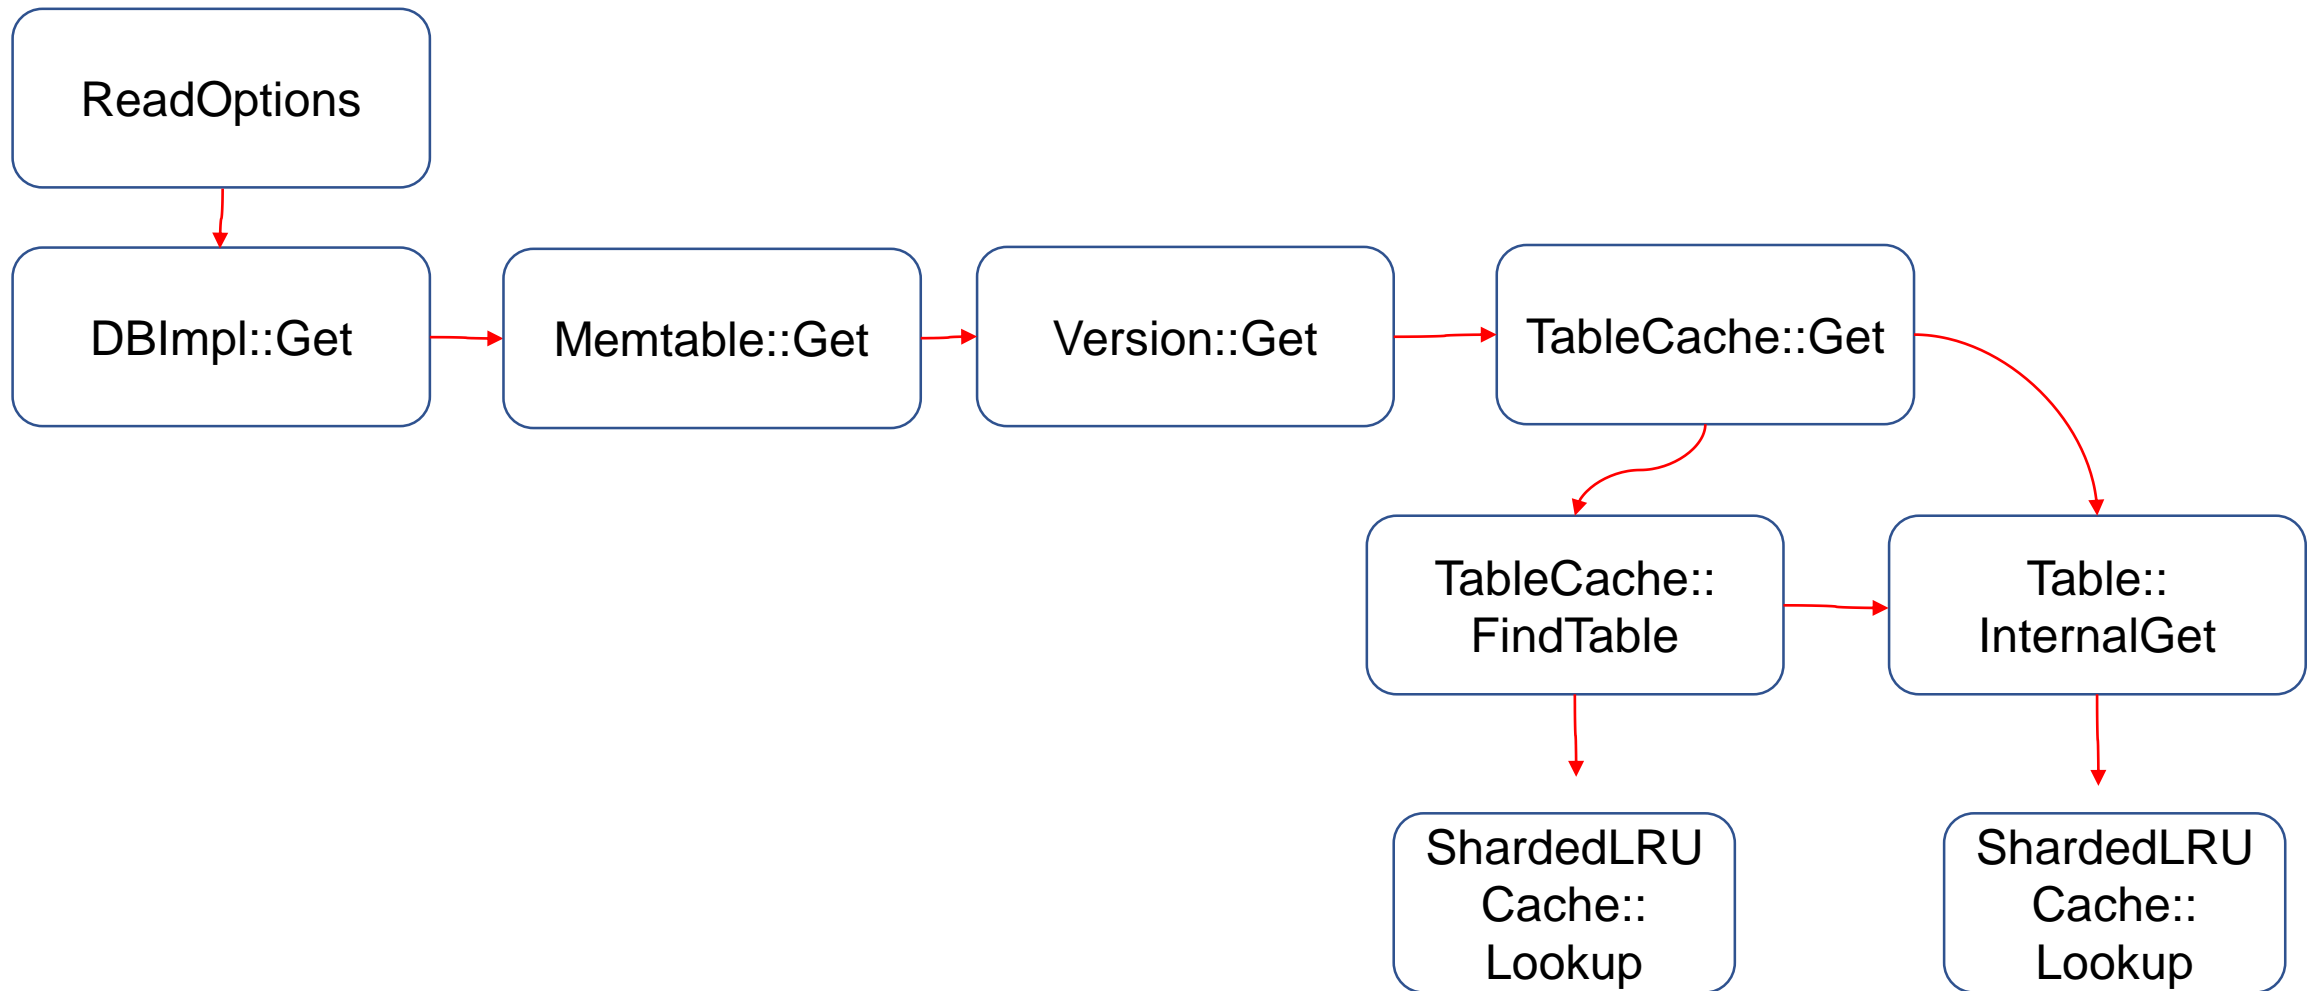 ReadOptions
DBImpl::Get
Memtable::Get
Version::Get
TableCache::Get
TableCache::
FindTable
Table::
InternalGet
ShardedLRU
Cache::
Lookup
ShardedLRU
Cache::
Lookup